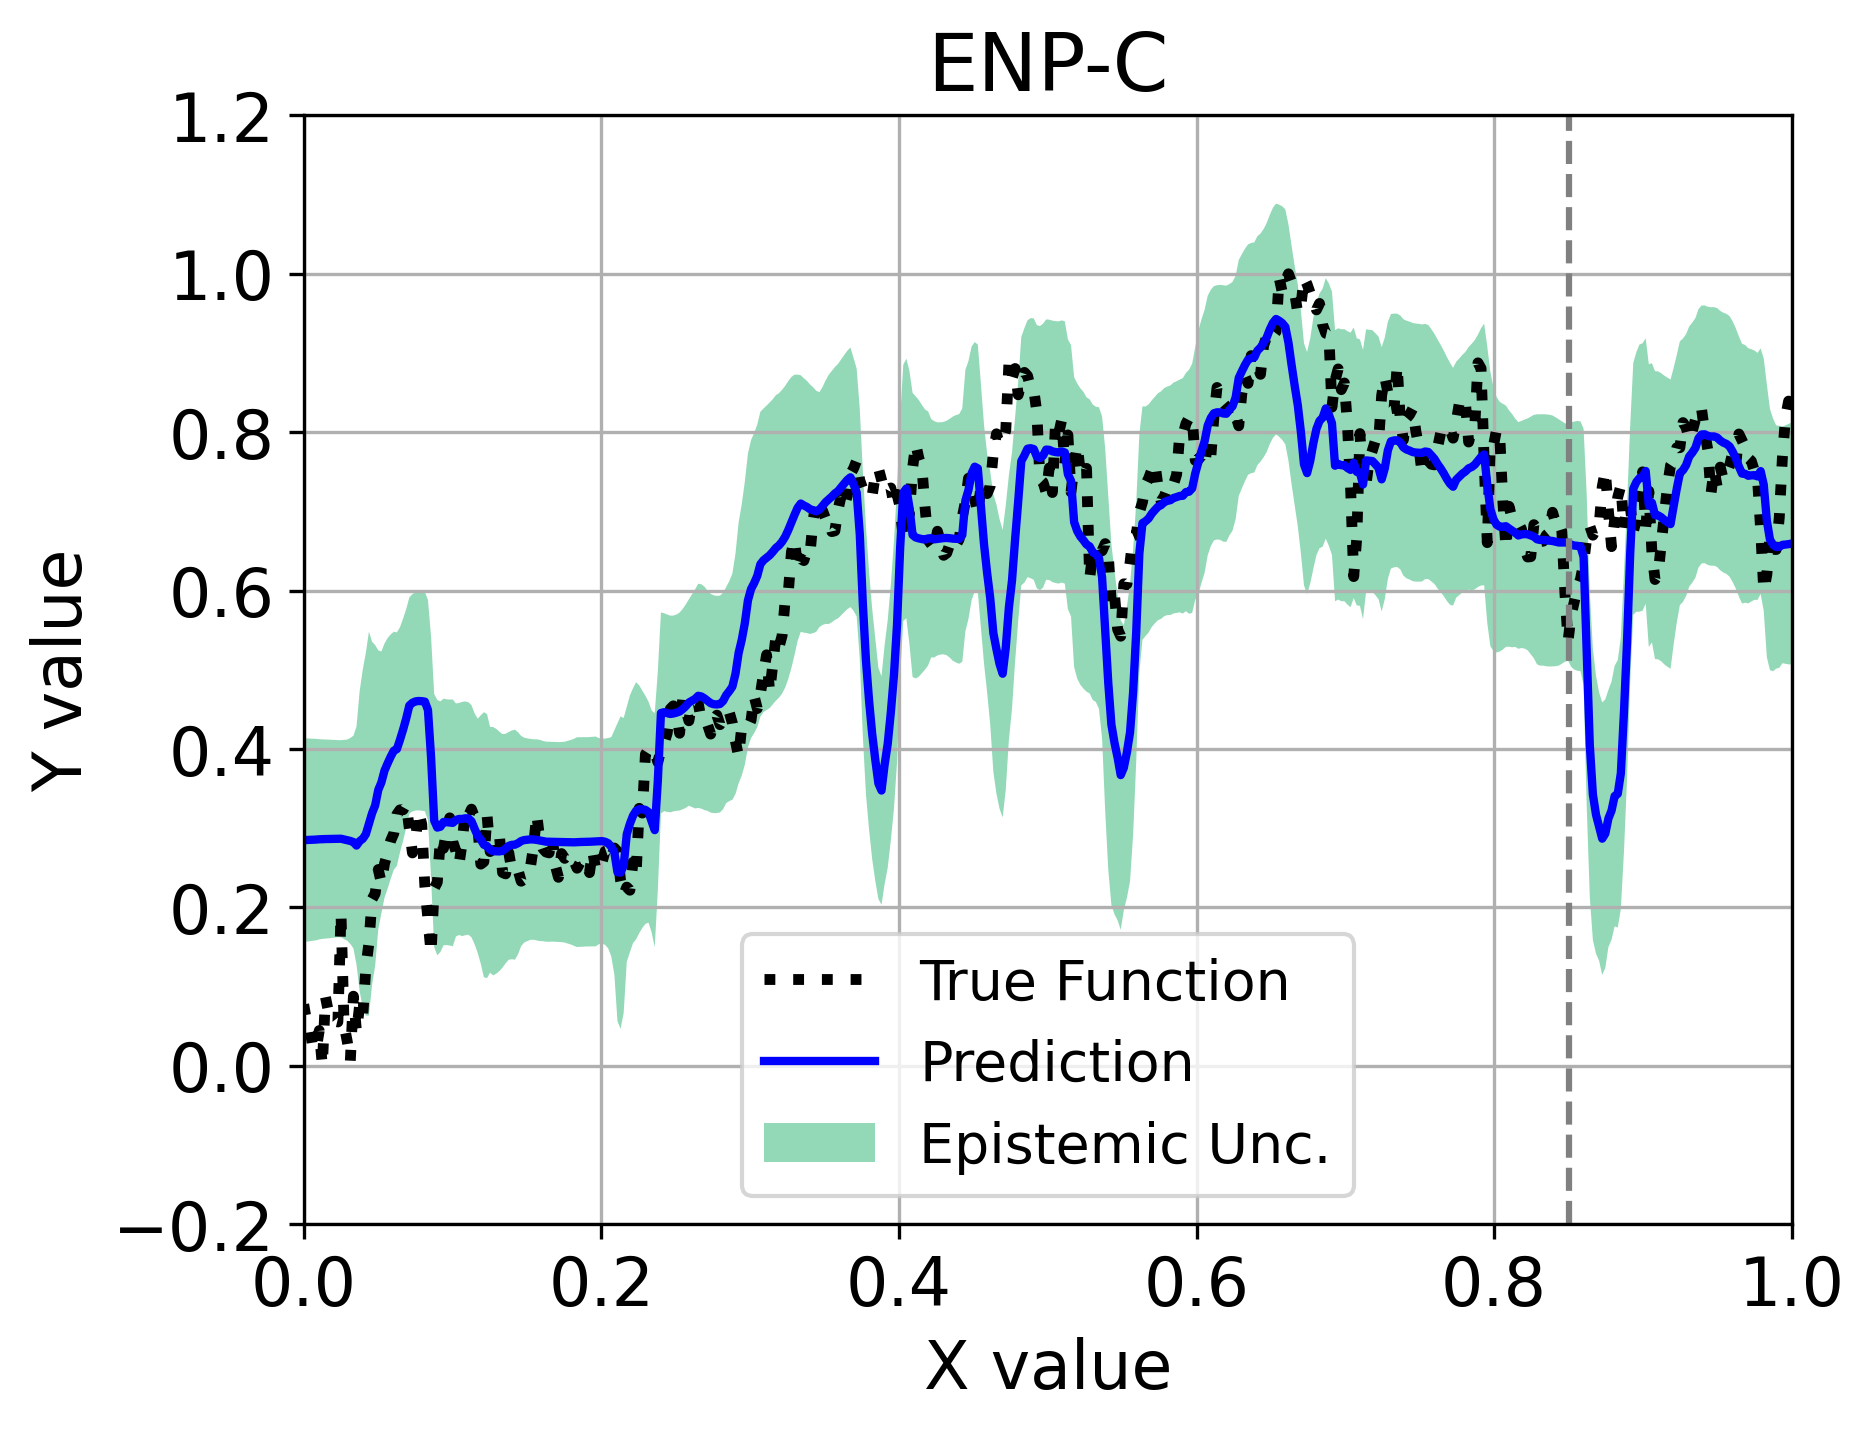 ENP-C
1.2
1.0
0.8
0.6
0.4
0.2
0.0
−0.2
Y value
True Function
Prediction
Epistemic Unc.
0.0 0.2 0.4 0.6 0.8 1.0
X value